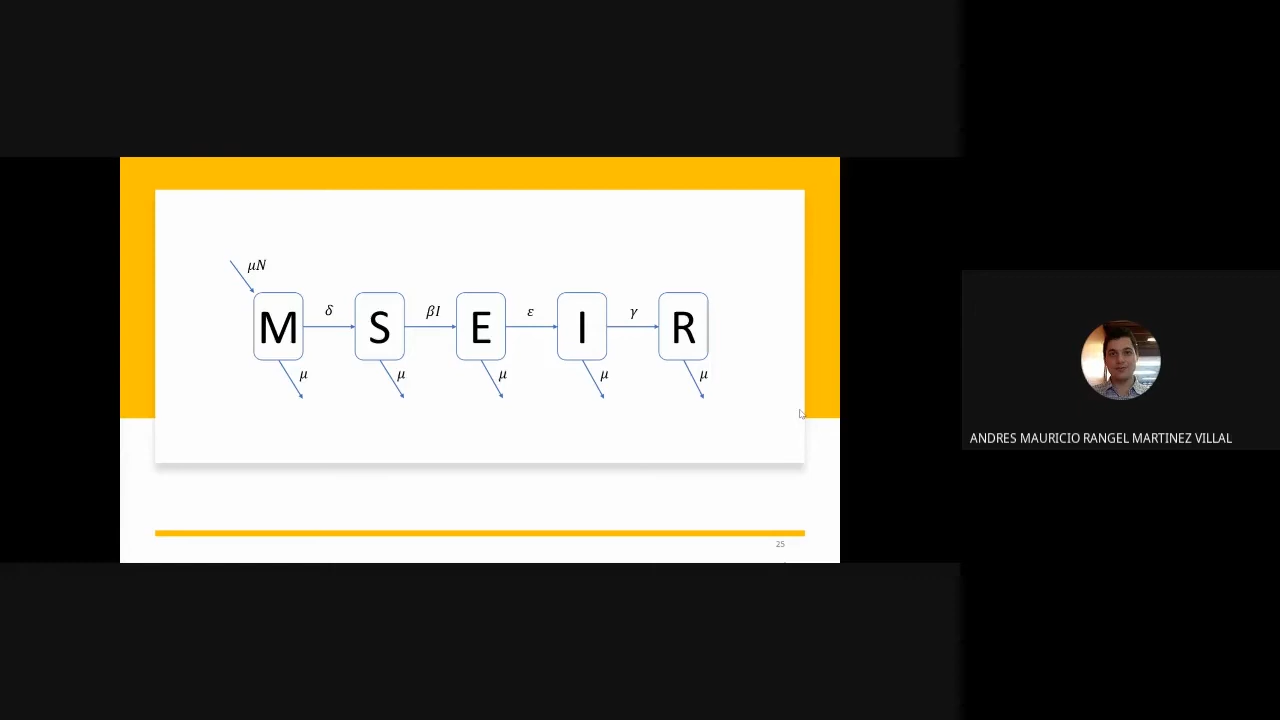 μN
δ
βI
ε
γ
M
S
E
I
R
μ
μ
μ
μ
μ
ANDRES MAURICIO RANGEL MARTINEZ VILLAL
25